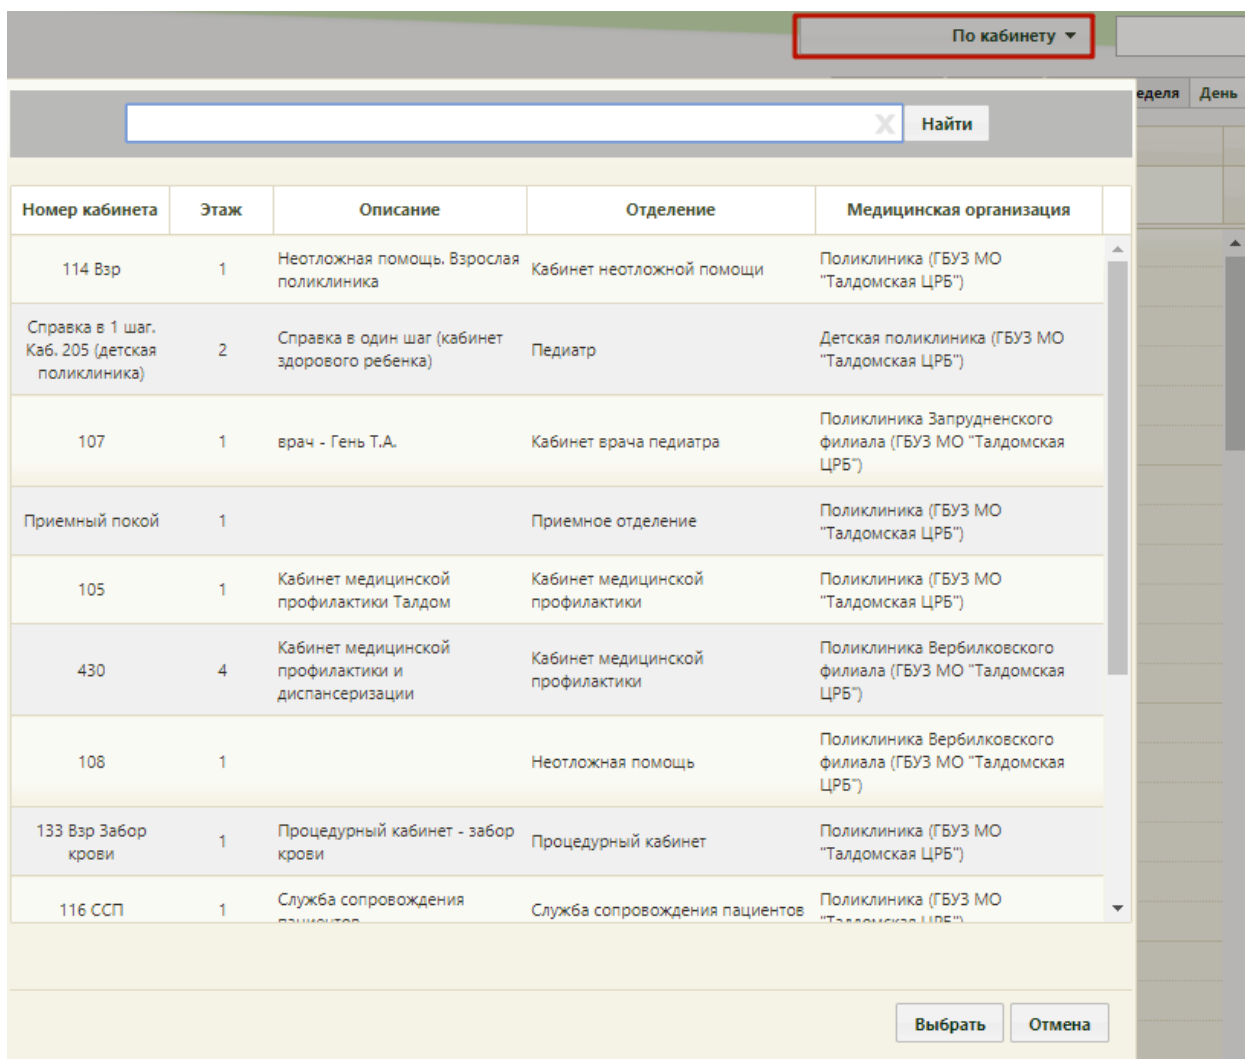 По кабинету
еделя День
Найти
Номер кабинета Этаж Описание Отделение Медицинская организация
114 Взр 1 Неотложная помощь. Взрослая поликлиника Кабинет неотложной помощи Поликлиника (ГБУЗ МО "Талдомская ЦРБ")
Справка в 1 шаг. Каб. 205 (детская поликлиника) 2 Справка в один шаг (кабинет здорового ребенка) Педиатр Детская поликлиника (ГБУЗ МО "Талдомская ЦРБ")
107 1 врач - Гень Т.А. Кабинет врача педиатра Поликлиника Запрудненского филиала (ГБУЗ МО "Талдомская ЦРБ")
Приемный покой 1 Приемное отделение Поликлиника (ГБУЗ МО "Талдомская ЦРБ")
105 1 Кабинет медицинской профилактики Талдом Кабинет медицинской профилактики Поликлиника (ГБУЗ МО "Талдомская ЦРБ")
430 4 Кабинет медицинской профилактики и диспансеризации Кабинет медицинской профилактики Поликлиника Вербилковского филиала (ГБУЗ МО "Талдомская ЦРБ")
108 1 Неотложная помощь Поликлиника Вербилковского филиала (ГБУЗ МО "Талдомская ЦРБ")
133 Взр Забор крови 1 Процедурный кабинет - забор крови Процедурный кабинет Поликлиника (ГБУЗ МО "Талдомская ЦРБ")
116 ССП 1 Служба сопровождения пациентов Служба сопровождения пациентов Поликлиника (ГБУЗ МО "Талдомская ЦРБ")
Выбрать Отмена